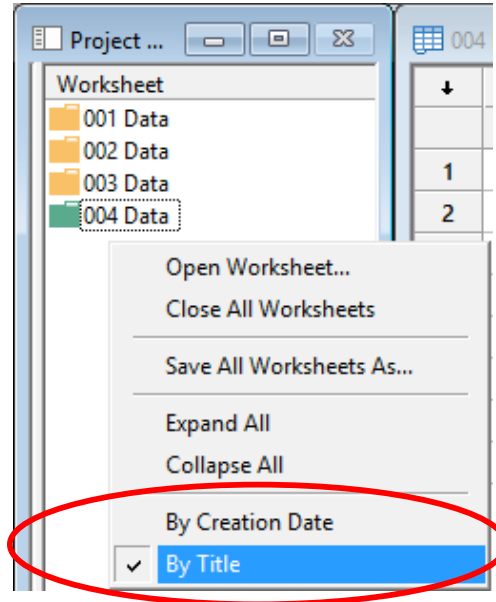 Project ...
004
Worksheet
001 Data
002 Data
003 Data
004 Data
1
2
Open Worksheet...
Close All Worksheets
Save All Worksheets As...
Expand All
Collapse All
By Creation Date
By Title